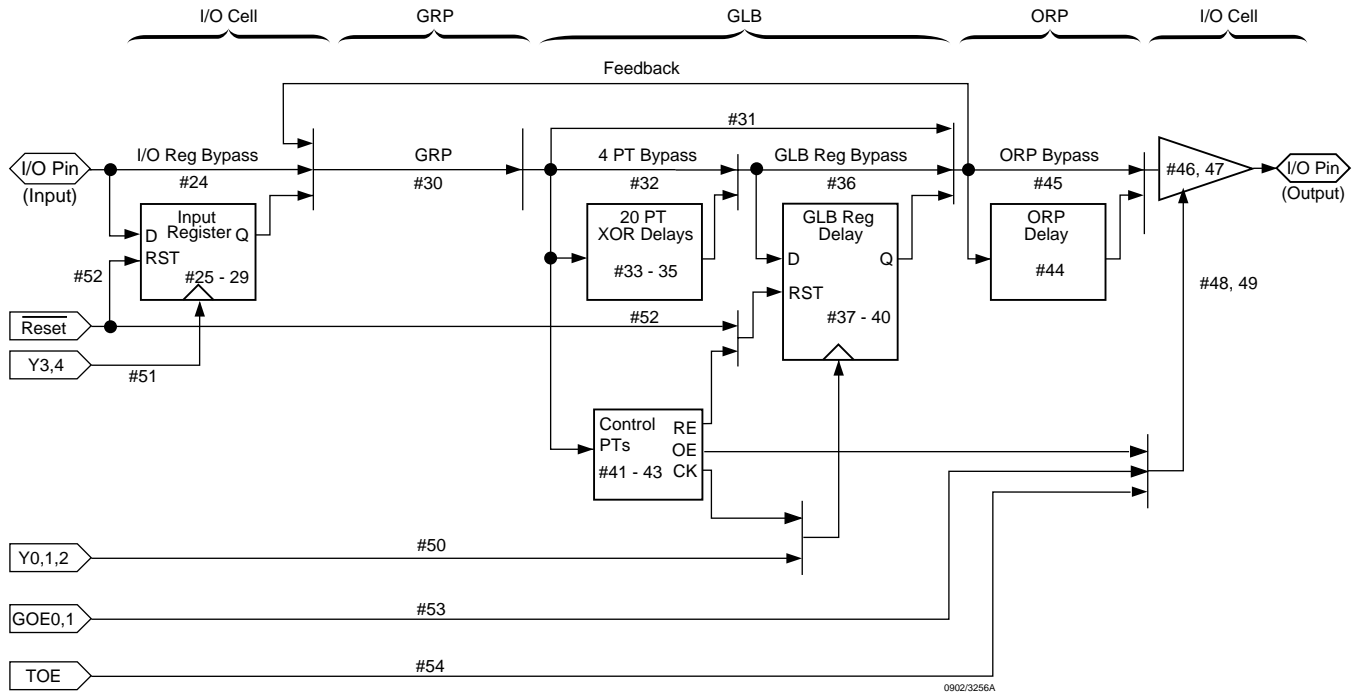 I/O Cell
GRP
GLB
ORP
I/O Cell
Feedback
#31
I/O Pin
(Input)
I/O Reg Bypass
#24
GRP
#30
4 PT Bypass
#32
GLB Reg Bypass
#36
ORP Bypass
#45
#46, 47
I/O Pin
(Output)
Input
Register
D
Q
RST
#25 - 29
#52
20 PT
XOR Delays
#33 - 35
GLB Reg
Delay
D
Q
RST
#37 - 40
ORP
Delay
#44
#48, 49
Reset
#52
Y3,4
#51
Control
PTs
#41 - 43
RE
OE
CK
Y0,1,2
#50
GOE0,1
#53
TOE
#54
0902/3256A